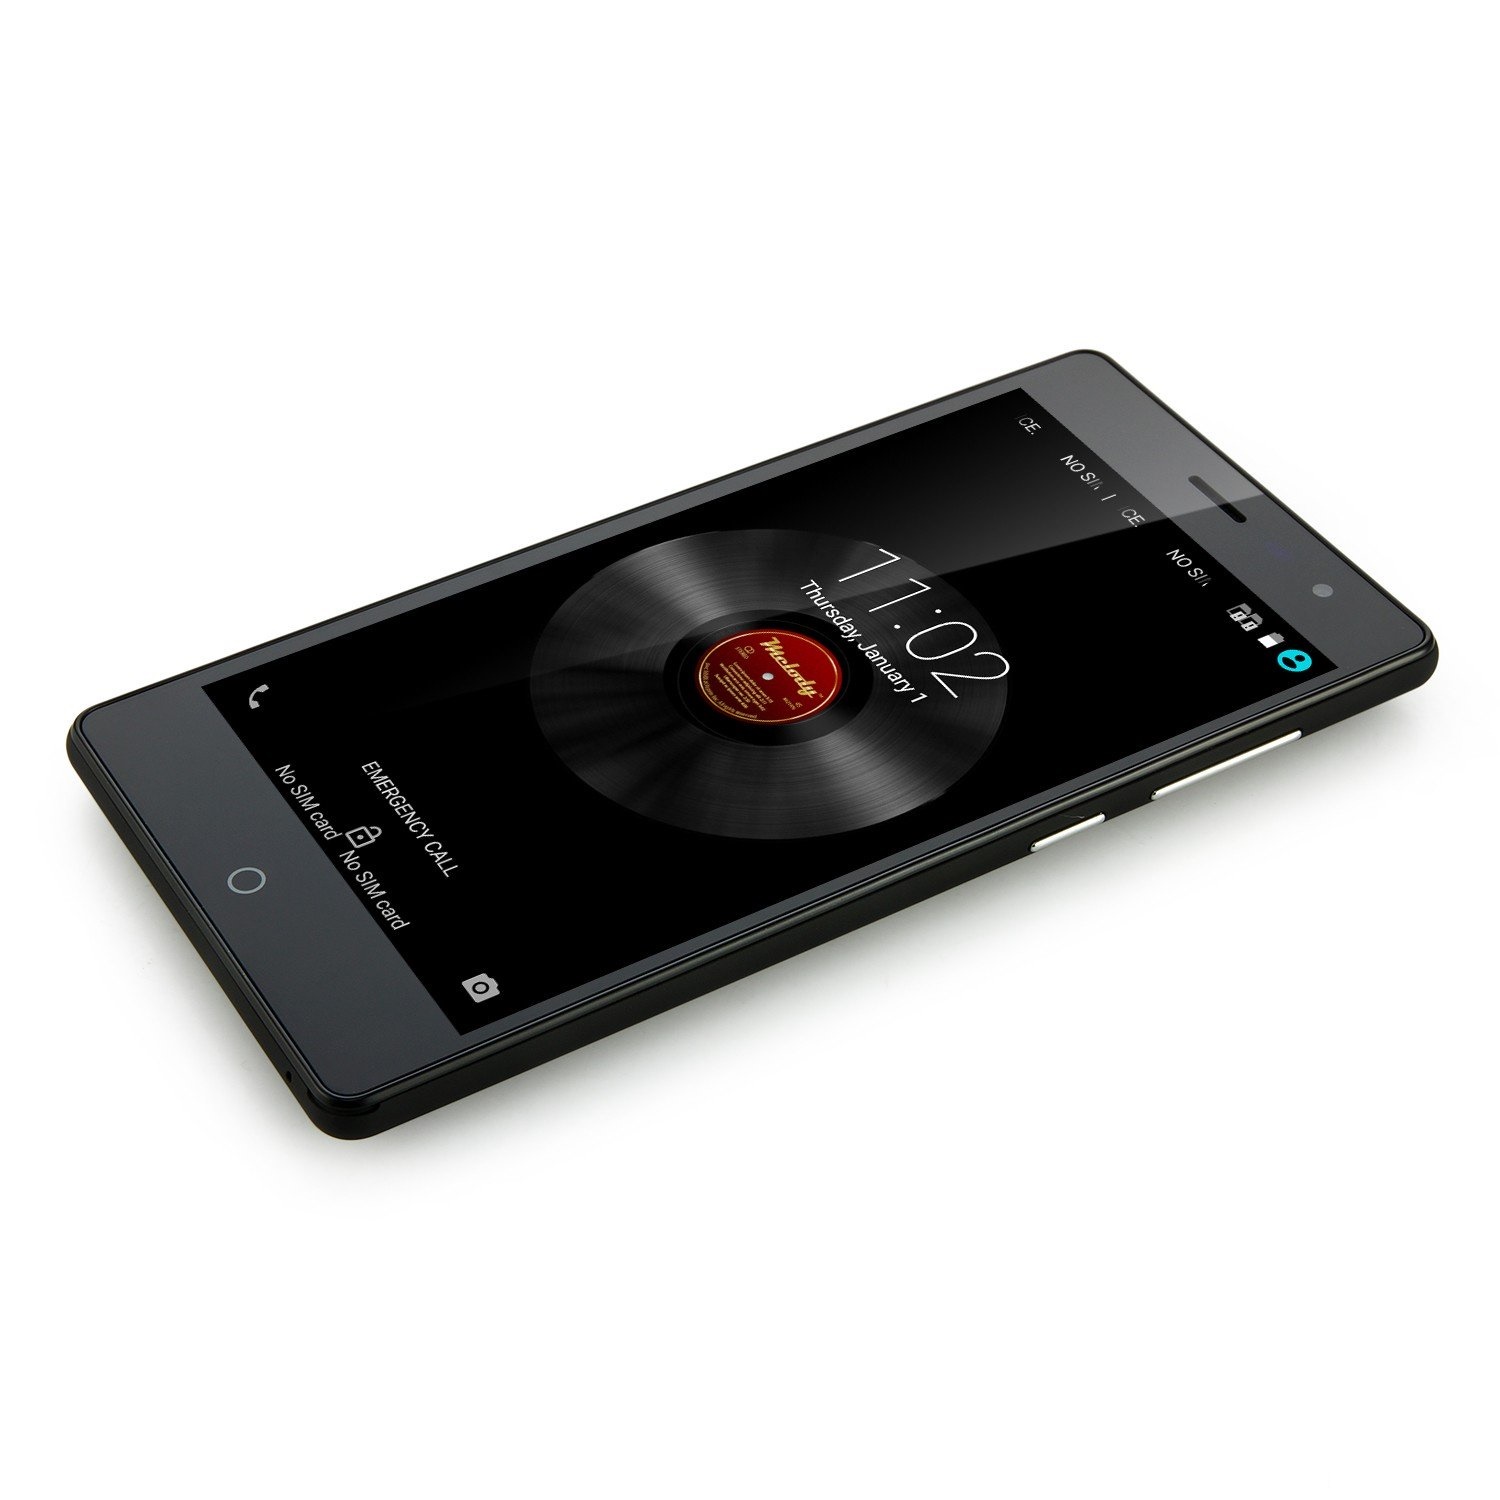 ICE.
NO SIM
|
ICE.
NO SIM
11:02
Thursday, January 1
Melody
STEREO
EMERGENCY CALL
No SIM card
No SIM card